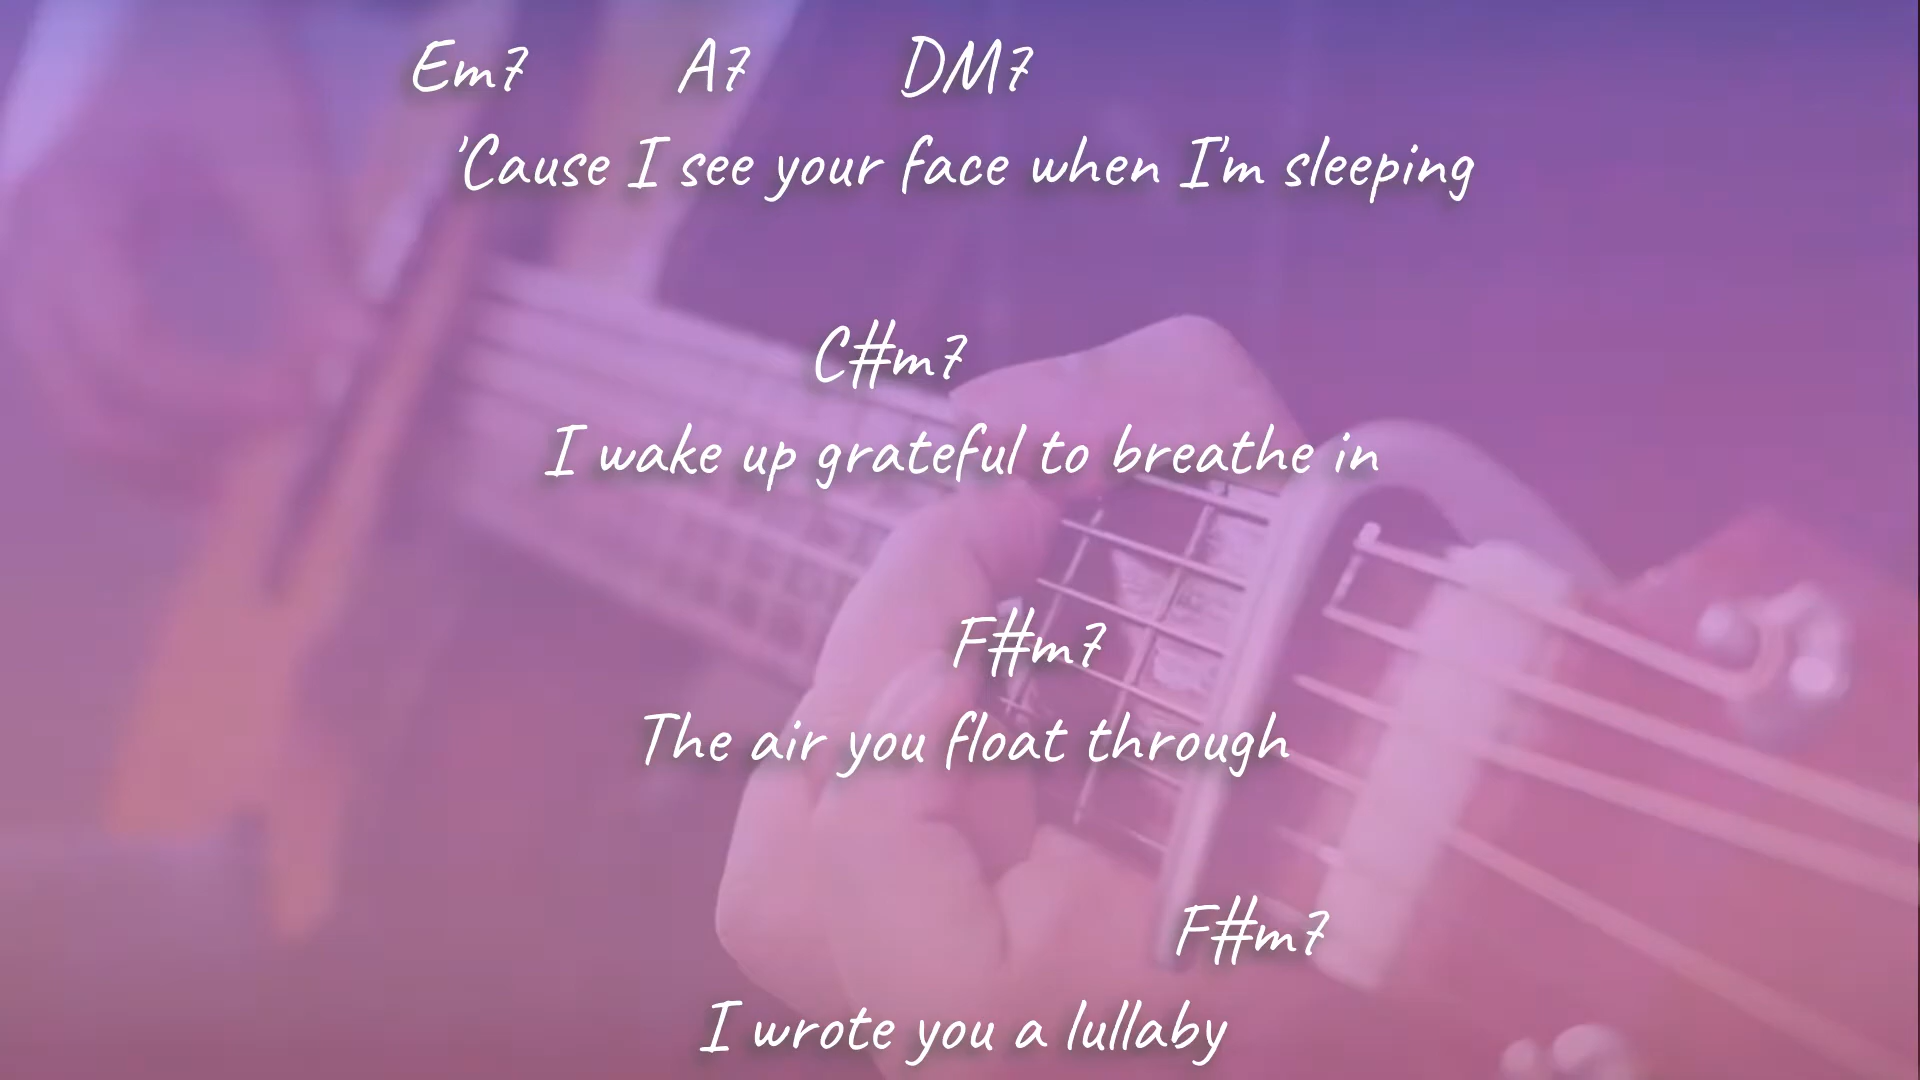 Em7 A7 DM7
'Cause I see your face when I'm sleeping
C#m7
I wake up grateful to breathe in
F#m7
The air you float through
F#m7
I wrote you a lullaby